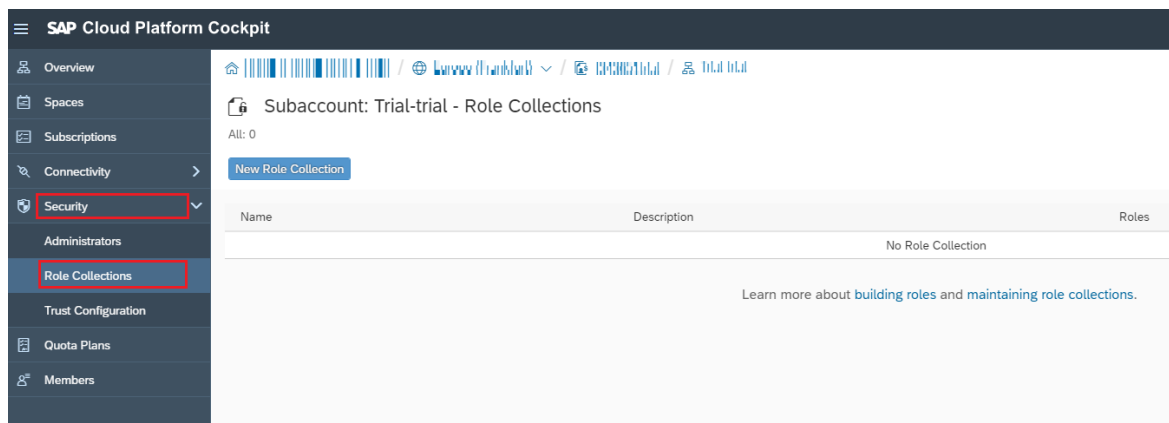 SAP Cloud Platform Cockpit
Overview
Spaces
Subscriptions
Connectivity
Security
Administrators
Role Collections
Trust Configuration
Quota Plans
Members
Subaccount: Trial-trial - Role Collections
All: 0
New Role Collection
Name Description Roles
No Role Collection
Learn more about building roles and maintaining role collections.